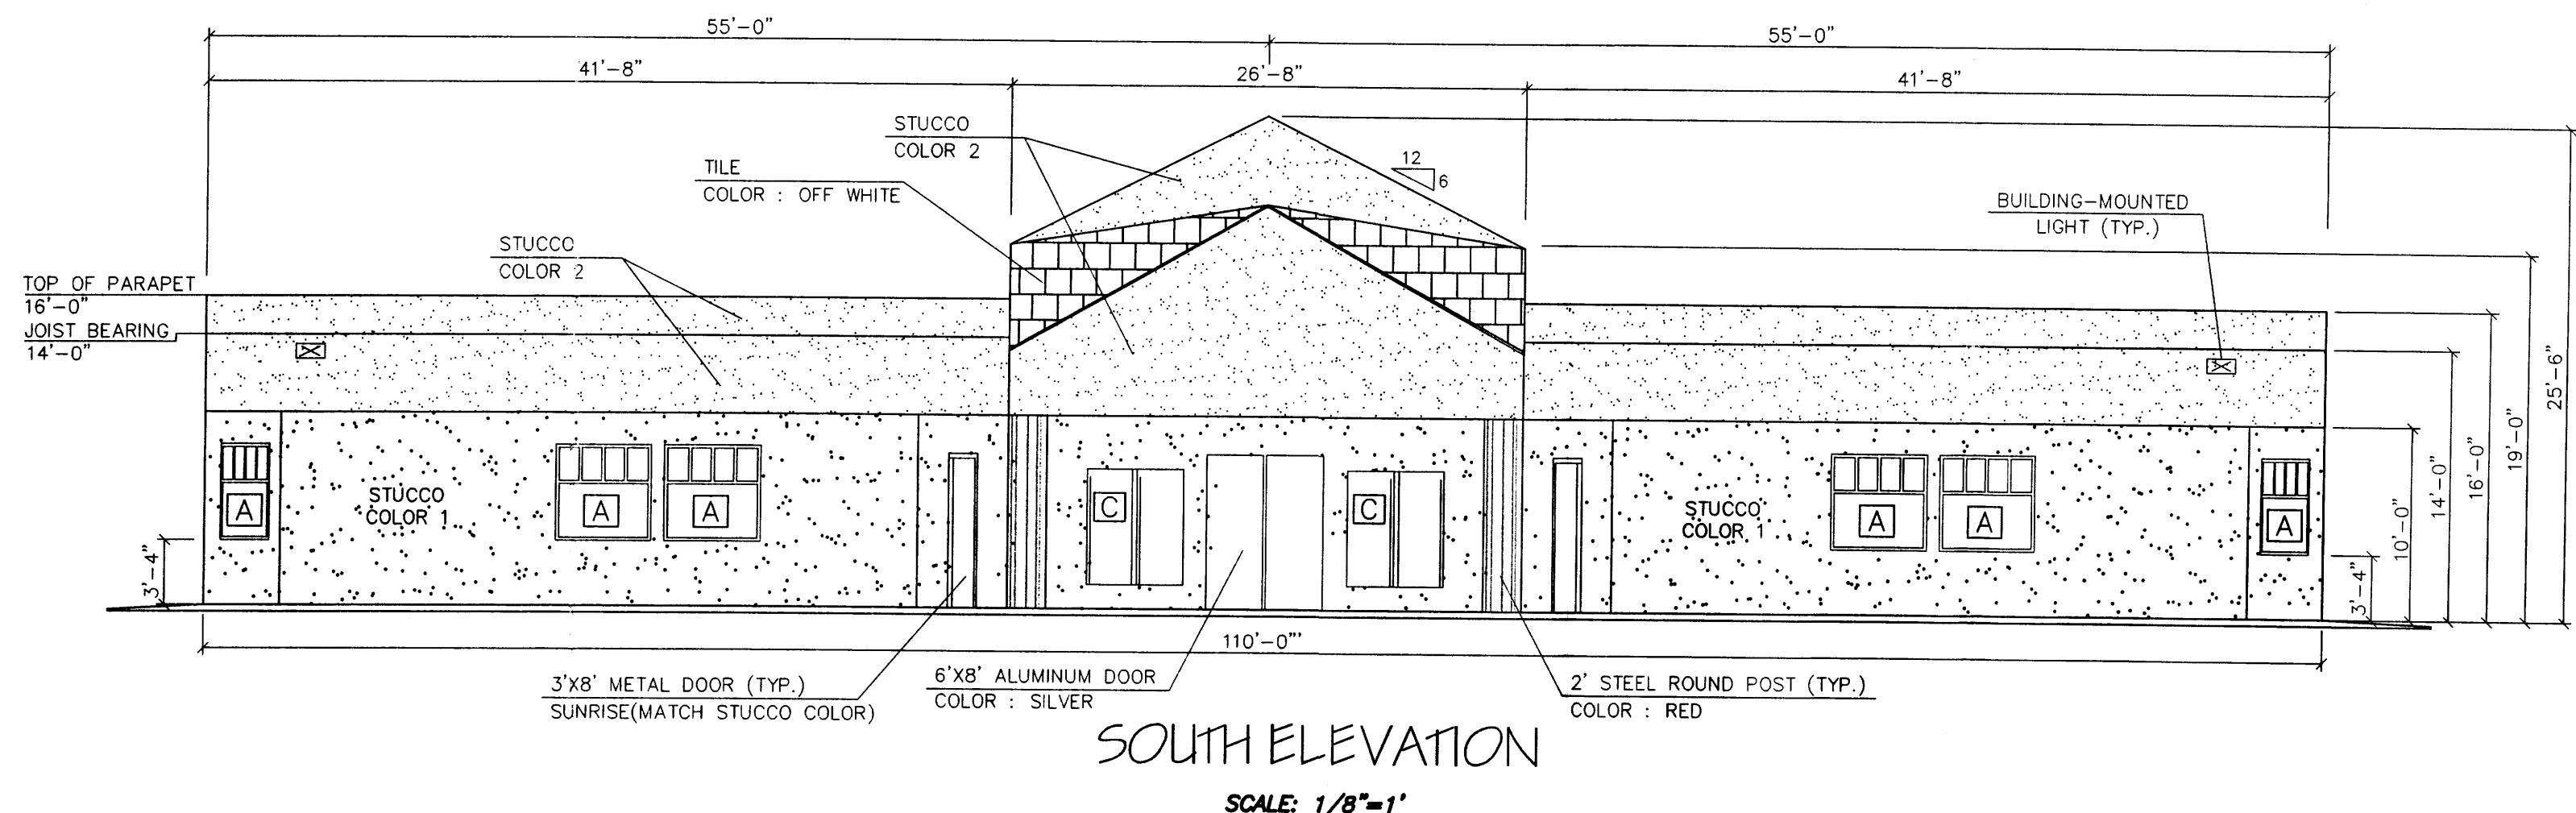 55'-0"
55'-0"
41'-8"
26'-8"
41'-8"
STUCCO
COLOR 2
12
6
TILE
COLOR : OFF WHITE
BUILDING-MOUNTED
LIGHT (TYP.)
STUCCO
COLOR 2
TOP OF PARAPET
16'-0"
JOIST BEARING
14'-0"
25'-6"
19'-0"
16'-0"
14'-0"
10'-0"
3'-4"
3'-4"
A
STUCCO
COLOR 1
A
A
C
C
STUCCO
COLOR 1
A
A
A
110'-0"'
3'X8' METAL DOOR (TYP.)
SUNRISE(MATCH STUCCO COLOR)
6'X8' ALUMINUM DOOR
COLOR : SILVER
2' STEEL ROUND POST (TYP.)
COLOR : RED
SOUTH ELEVATION
SCALE: 1/8"=1'